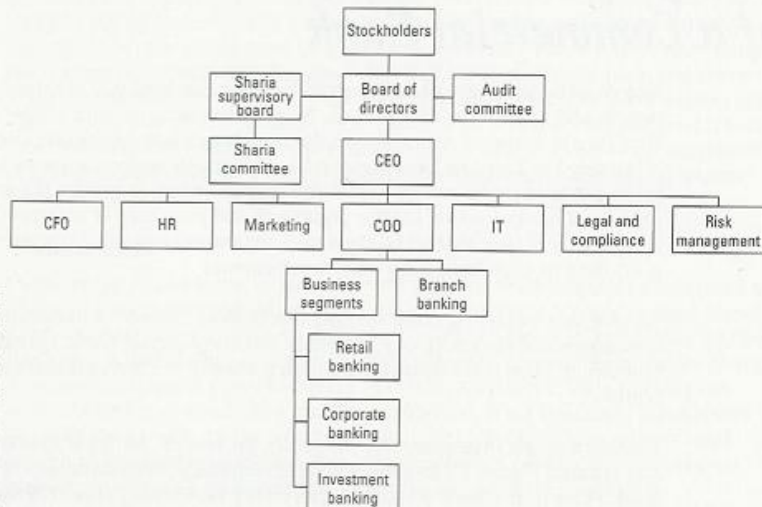 Stockholders
Sharia
supervisory
board
Board of
directors
Audit
committee
Sharia
committee
CEO
CFO
HR
Marketing
COO
IT
Legal and
compliance
Risk
management
Business
segments
Branch
banking
Retail
banking
Corporate
banking
Investment
banking